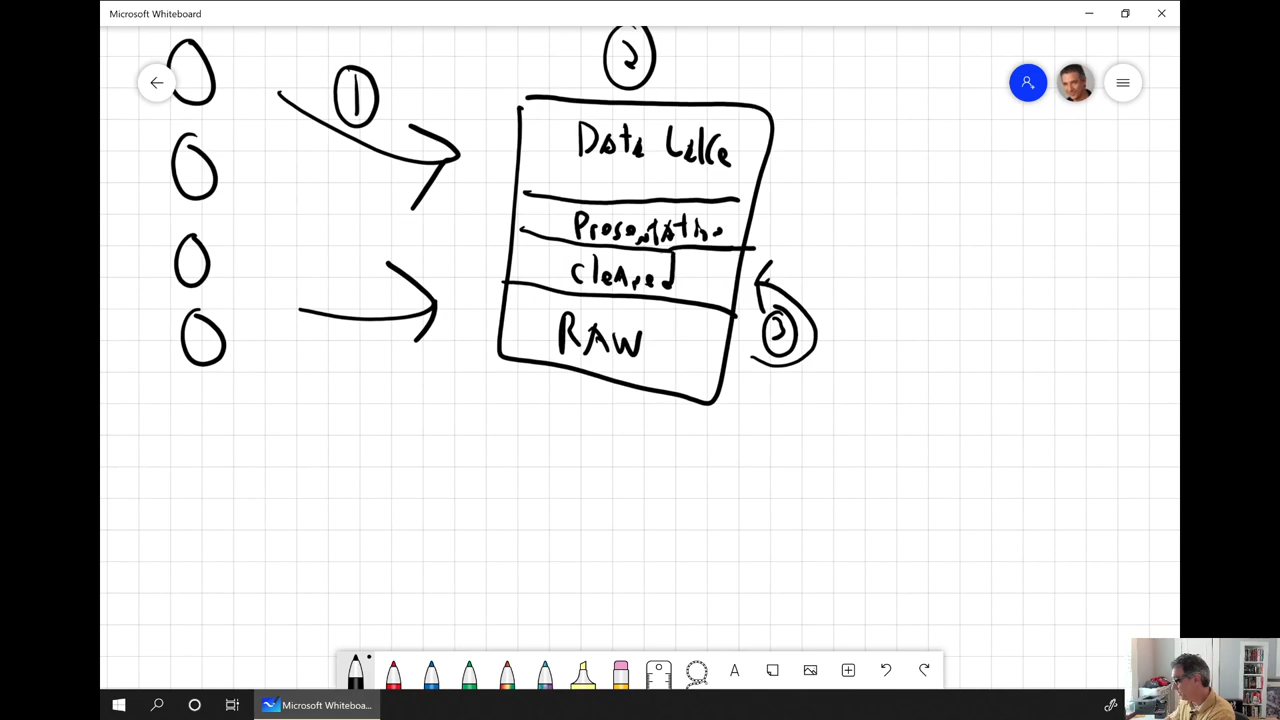 Microsoft Whiteboard
2
1
Data Lake
Presentation
cleaned
RAW
3
A
Microsoft Whiteboa...